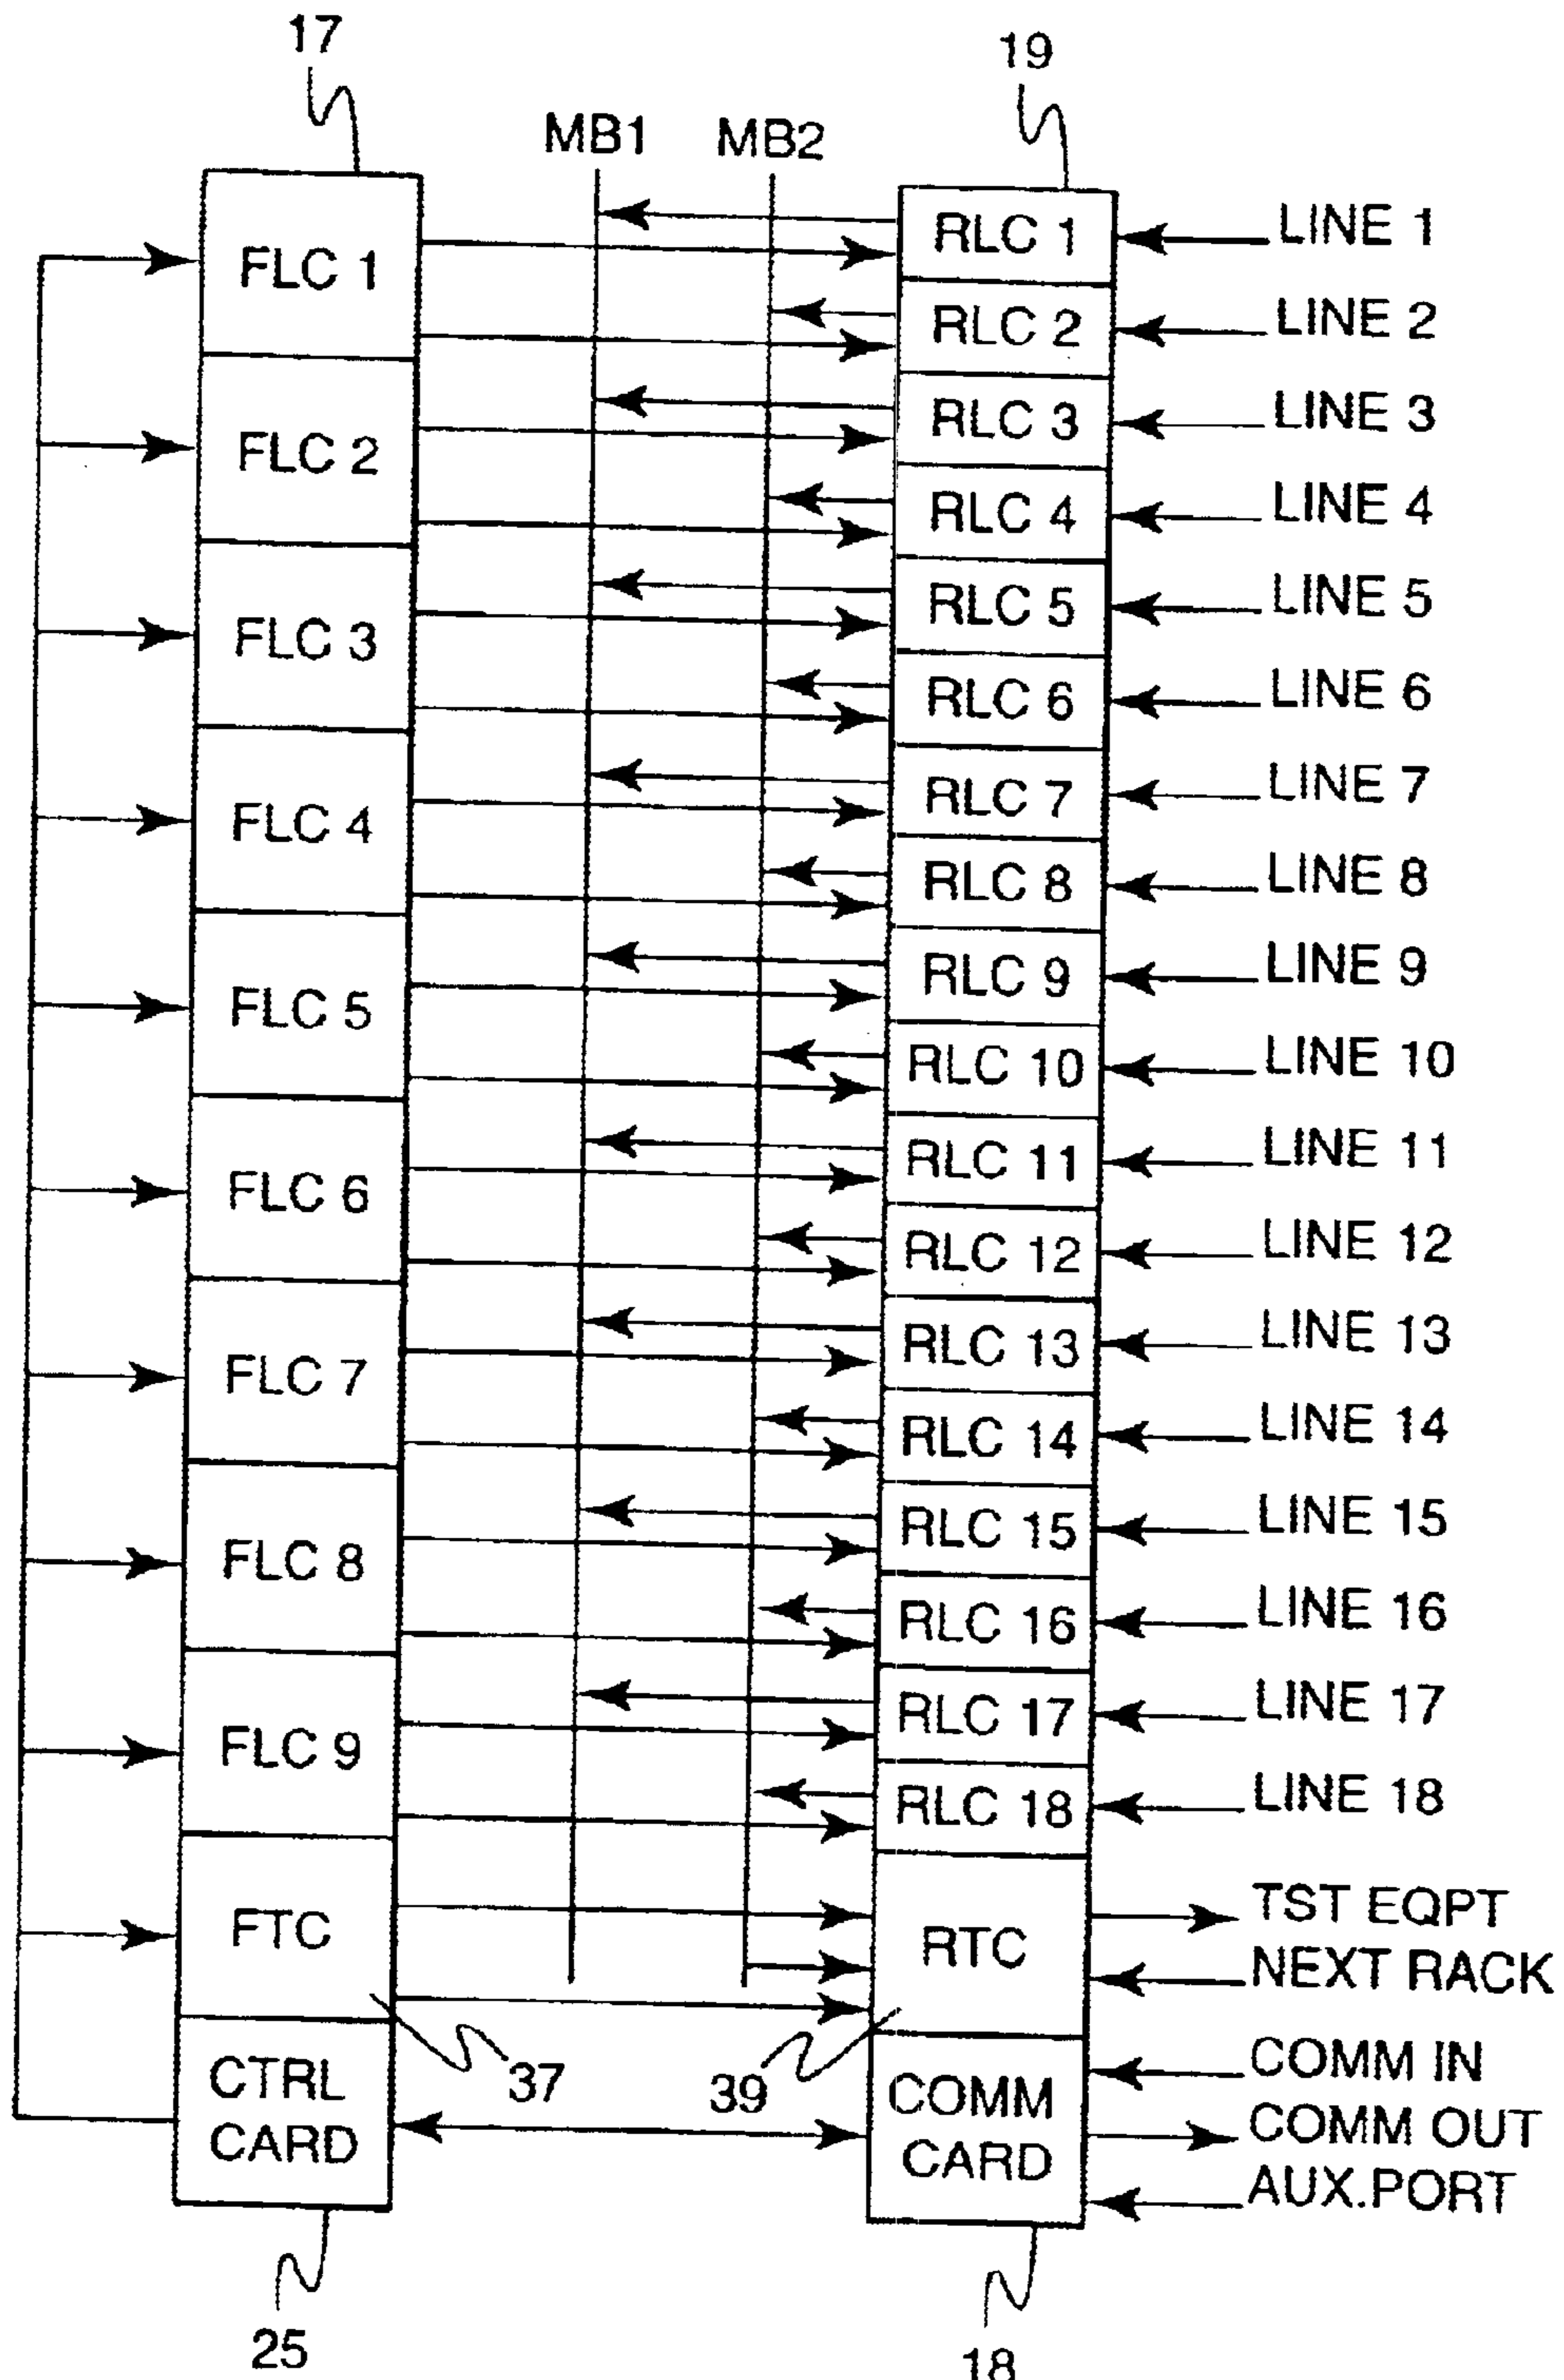 17
19
MB1 MB2
FLC 1
FLC 2
FLC 3
FLC 4
FLC 5
FLC 6
FLC 7
FLC 8
FLC 9
FTC
CTRL
CARD
RLC 1
RLC 2
RLC 3
RLC 4
RLC 5
RLC 6
RLC 7
RLC 8
RLC 9
RLC 10
RLC 11
RLC 12
RLC 13
RLC 14
RLC 15
RLC 16
RLC 17
RLC 18
RTC
COMM
CARD
LINE 1
LINE 2
LINE 3
LINE 4
LINE 5
LINE 6
LINE 7
LINE 8
LINE 9
LINE 10
LINE 11
LINE 12
LINE 13
LINE 14
LINE 15
LINE 16
LINE 17
LINE 18
TST EQPT
NEXT RACK
COMM IN
COMM OUT
AUX.PORT
37
39
25
18